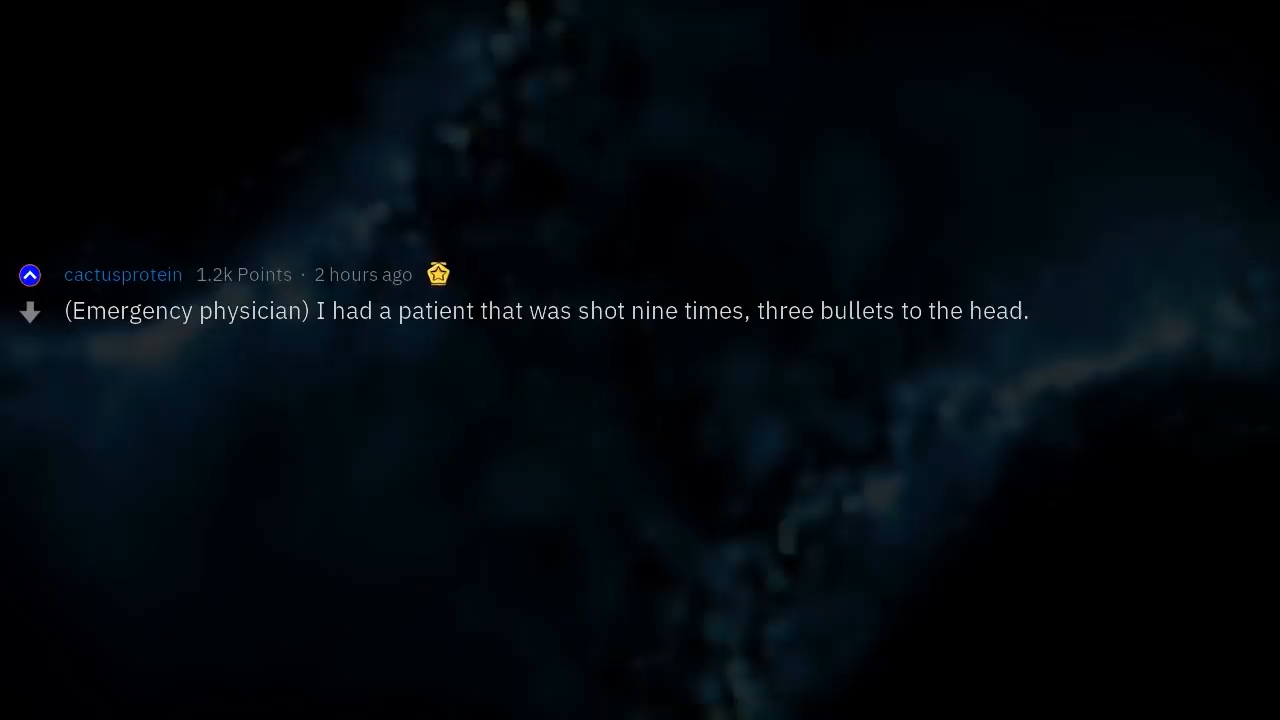 cactusprotein 1.2k Points · 2 hours ago
(Emergency physician) I had a patient that was shot nine times, three bullets to the head.